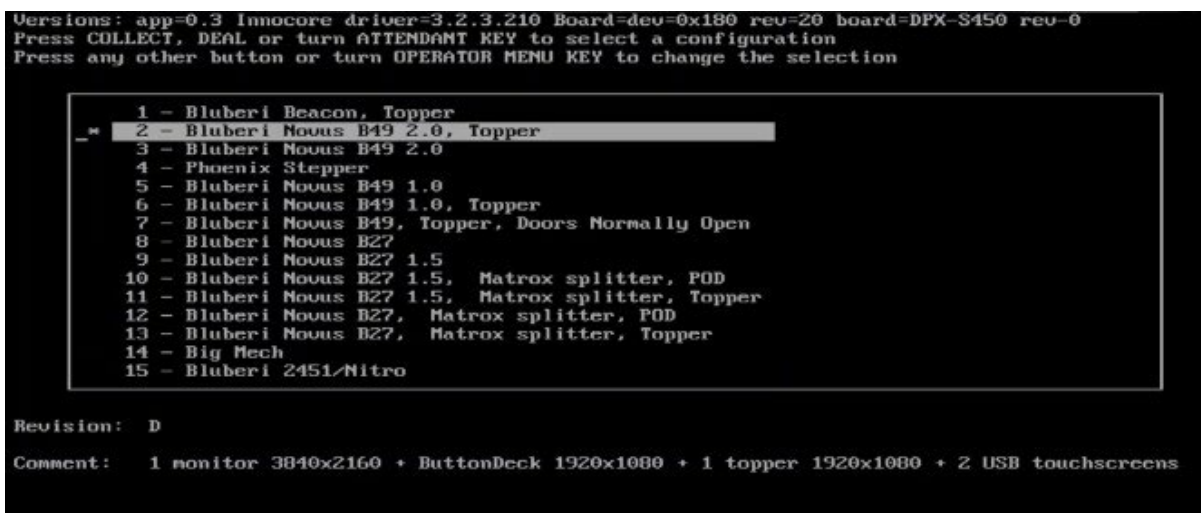 Versions: app=0.3 Innocore driver=3.2.3.210 Board=dev=0x180 rev=20 board=DPX-S450 rev-0
Press COLLECT, DEAL or turn ATTENDANT KEY to select a configuration
Press any other button or turn OPERATOR MENU KEY to change the selection
1 - Bluberi Beacon, Topper
_* 2 - Bluberi Novus B49 2.0, Topper
3 - Bluberi Novus B49 2.0
4 - Phoenix Stepper
5 - Bluberi Novus B49 1.0
6 - Bluberi Novus B49 1.0, Topper
7 - Bluberi Novus B49, Topper, Doors Normally Open
8 - Bluberi Novus B27
9 - Bluberi Novus B27 1.5
10 - Bluberi Novus B27 1.5,  Matrox splitter, POD
11 - Bluberi Novus B27 1.5,  Matrox splitter, Topper
12 - Bluberi Novus B27,  Matrox splitter, POD
13 - Bluberi Novus B27,  Matrox splitter, Topper
14 - Big Mech
15 - Bluberi 2451/Nitro
Revision:  D
Comment:   1 monitor 3840x2160 + ButtonDeck 1920x1080 + 1 topper 1920x1080 + 2 USB touchscreens